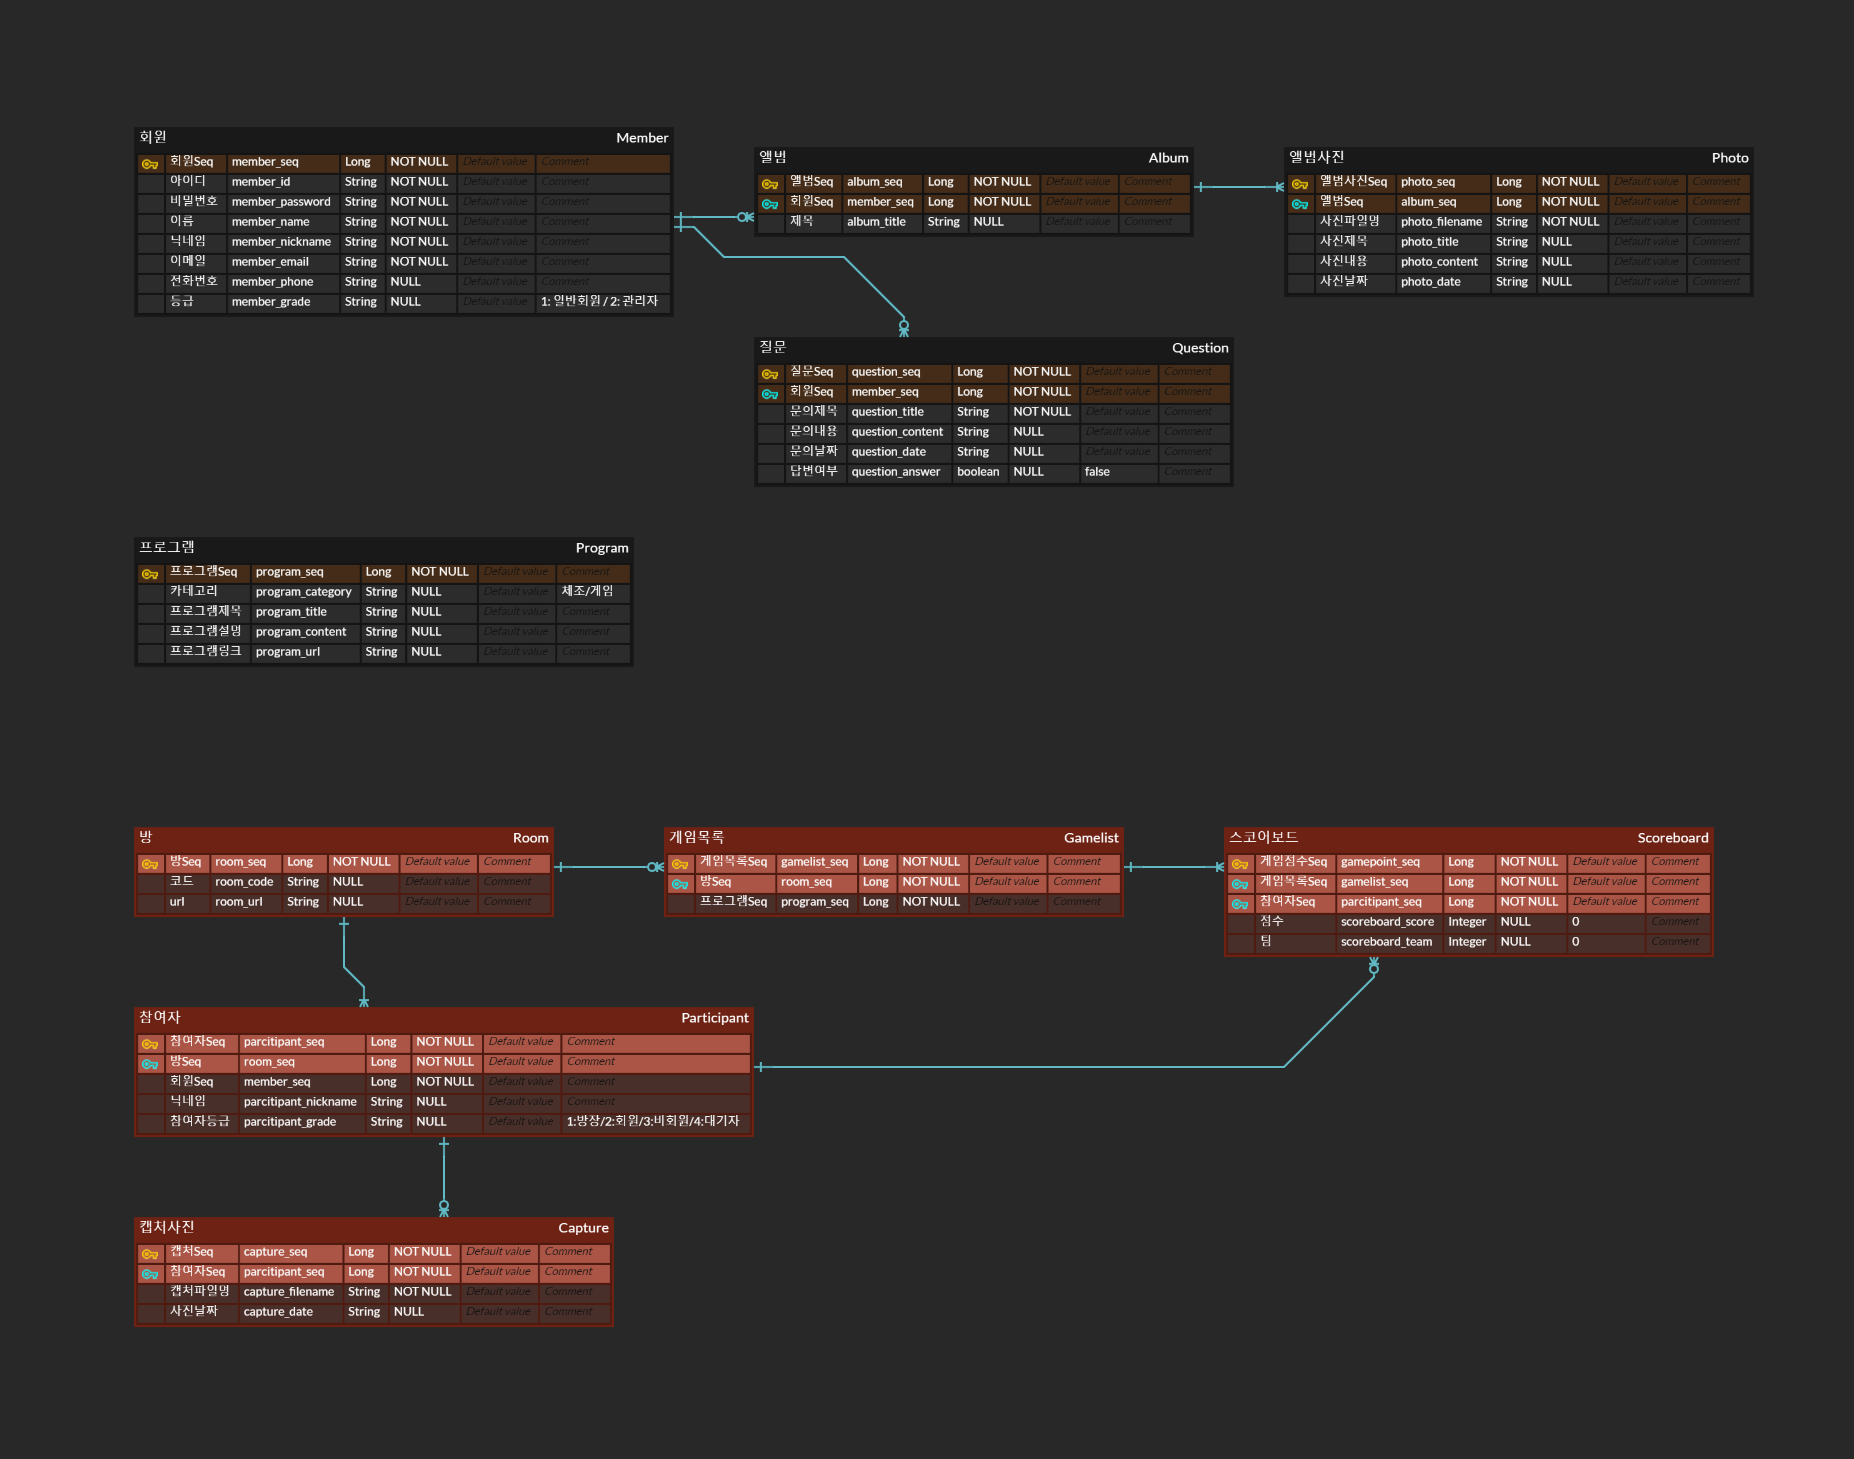 회원 Member
회원Seq member_seq Long NOT NULL Default value Comment
아이디 member_id String NOT NULL Default value Comment
비밀번호 member_password String NOT NULL Default value Comment
이름 member_name String NOT NULL Default value Comment
닉네임 member_nickname String NOT NULL Default value Comment
이메일 member_email String NOT NULL Default value Comment
전화번호 member_phone String NULL Default value Comment
등급 member_grade String NULL Default value 1: 일반회원 / 2: 관리자
앨범 Album
앨범Seq album_seq Long NOT NULL Default value Comment
회원Seq member_seq Long NOT NULL Default value Comment
제목 album_title String NULL Default value Comment
앨범사진 Photo
앨범사진Seq photo_seq Long NOT NULL Default value Comment
앨범Seq album_seq Long NOT NULL Default value Comment
사진파일명 photo_filename String NOT NULL Default value Comment
사진제목 photo_title String NULL Default value Comment
사진내용 photo_content String NULL Default value Comment
사진날짜 photo_date String NULL Default value Comment
질문 Question
질문Seq question_seq Long NOT NULL Default value Comment
회원Seq member_seq Long NOT NULL Default value Comment
문의제목 question_title String NOT NULL Default value Comment
문의내용 question_content String NULL Default value Comment
문의날짜 question_date String NULL Default value Comment
답변여부 question_answer boolean NULL false Comment
프로그램 Program
프로그램Seq program_seq Long NOT NULL Default value Comment
카테고리 program_category String NULL Default value 체조/게임
프로그램제목 program_title String NULL Default value Comment
프로그램설명 program_content String NULL Default value Comment
프로그램링크 program_url String NULL Default value Comment
방 Room
방Seq room_seq Long NOT NULL Default value Comment
코드 room_code String NULL Default value Comment
url room_url String NULL Default value Comment
게임목록 Gamelist
게임목록Seq gamelist_seq Long NOT NULL Default value Comment
방Seq room_seq Long NOT NULL Default value Comment
프로그램Seq program_seq Long NOT NULL Default value Comment
스코어보드 Scoreboard
게임점수Seq gamepoint_seq Long NOT NULL Default value Comment
게임목록Seq gamelist_seq Long NOT NULL Default value Comment
참여자Seq parcitipant_seq Long NOT NULL Default value Comment
점수 scoreboard_score Integer NULL 0 Comment
팀 scoreboard_team Integer NULL 0 Comment
참여자 Participant
참여자Seq parcitipant_seq Long NOT NULL Default value Comment
방Seq room_seq Long NOT NULL Default value Comment
회원Seq member_seq Long NOT NULL Default value Comment
닉네임 parcitipant_nickname String NULL Default value Comment
참여자등급 parcitipant_grade String NULL Default value 1:방장/2:회원/3:비회원/4:대기자
캡처사진 Capture
캡처Seq capture_seq Long NOT NULL Default value Comment
참여자Seq parcitipant_seq Long NOT NULL Default value Comment
캡처파일명 capture_filename String NOT NULL Default value Comment
사진날짜 capture_date String NULL Default value Comment